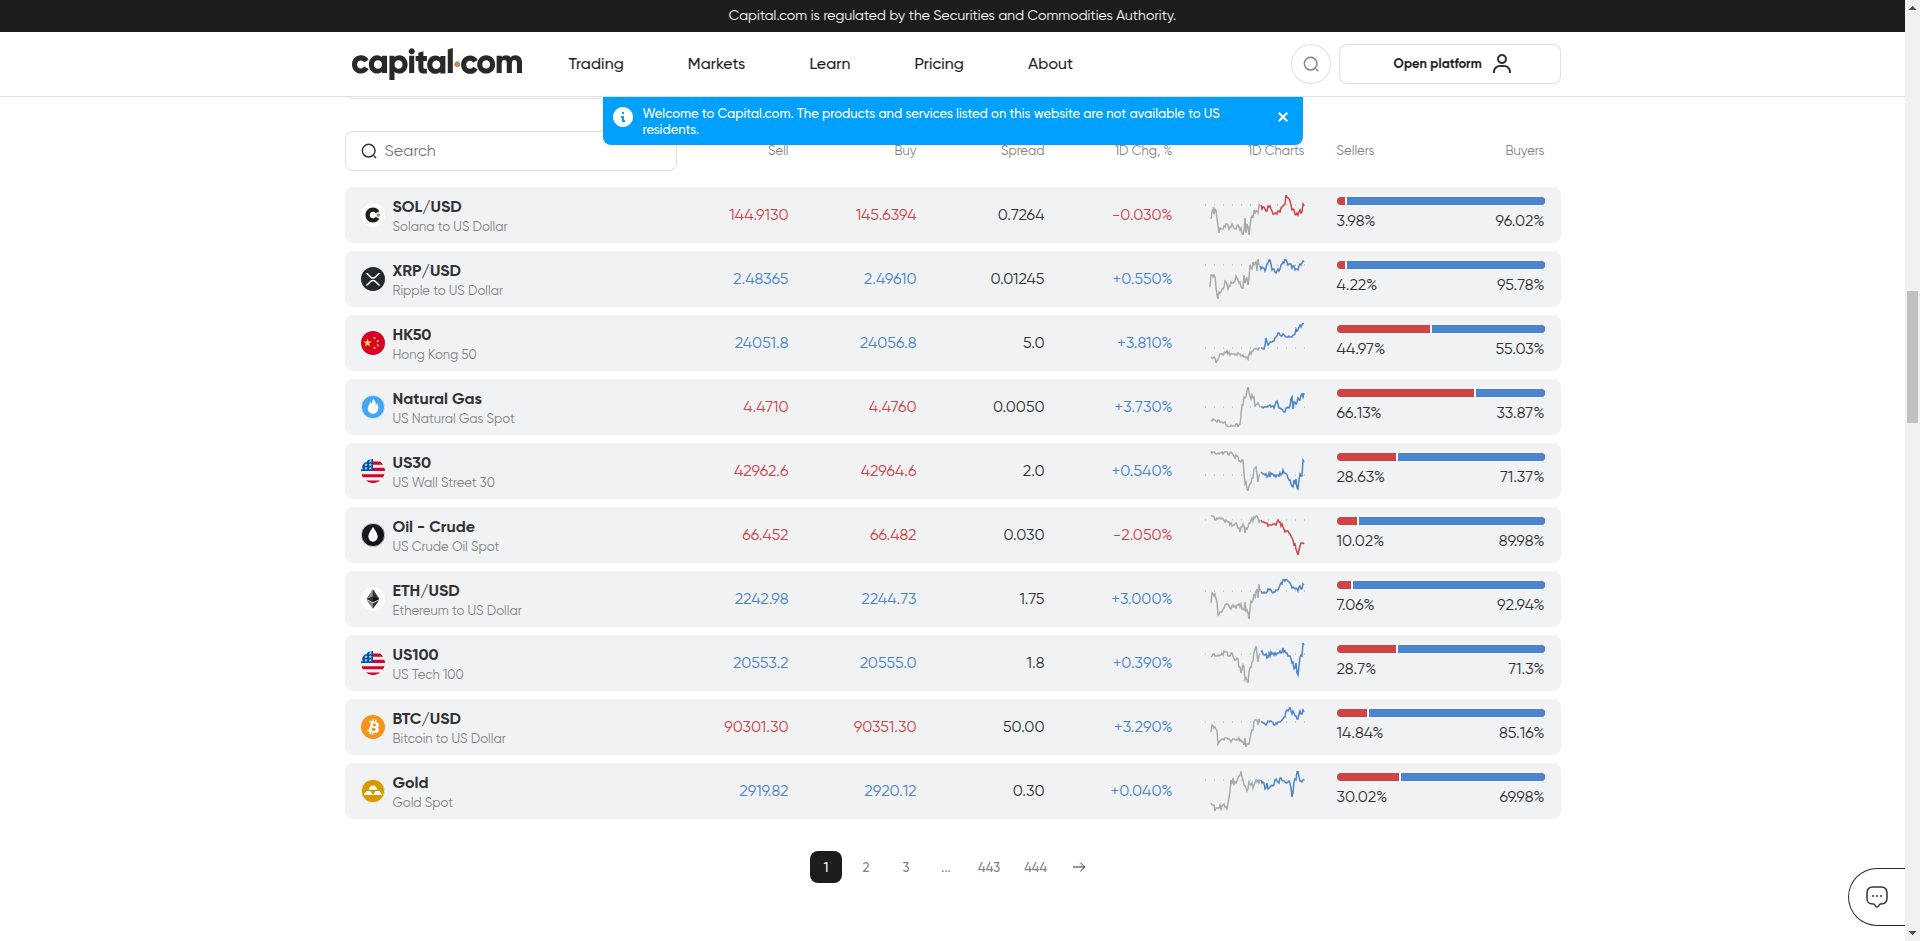 Capital.com is regulated by the Securities and Commodities Authority.
capital.com Trading Markets Learn Pricing About Open platform
Welcome to Capital.com. The products and services listed on this website are not available to US
residents.
Search Sell Buy Spread 1D Chg, % 1D Charts Sellers Buyers
SOL/USD
Solana to US Dollar
144.9130 145.6394 0.7264 -0.030% 3.98% 96.02%
XRP/USD
Ripple to US Dollar
2.48365 2.49610 0.01245 +0.550% 4.22% 95.78%
HK50
Hong Kong 50
24051.8 24056.8 5.0 +3.810% 44.97% 55.03%
Natural Gas
US Natural Gas Spot
4.4710 4.4760 0.0050 +3.730% 66.13% 33.87%
US30
US Wall Street 30
42962.6 42964.6 2.0 +0.540% 28.63% 71.37%
Oil - Crude
US Crude Oil Spot
66.452 66.482 0.030 -2.050% 10.02% 89.98%
ETH/USD
Ethereum to US Dollar
2242.98 2244.73 1.75 +3.000% 7.06% 92.94%
US100
US Tech 100
20553.2 20555.0 1.8 +0.390% 28.7% 71.3%
BTC/USD
Bitcoin to US Dollar
90301.30 90351.30 50.00 +3.290% 14.84% 85.16%
Gold
Gold Spot
2919.82 2920.12 0.30 +0.040% 30.02% 69.98%
1 2 3 ... 443 444